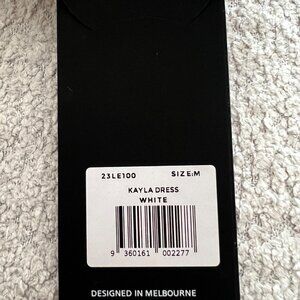 23LE100 SIZE:M
KAYLA DRESS
WHITE
9 360161 002277
DESIGNED IN MELBOURNE